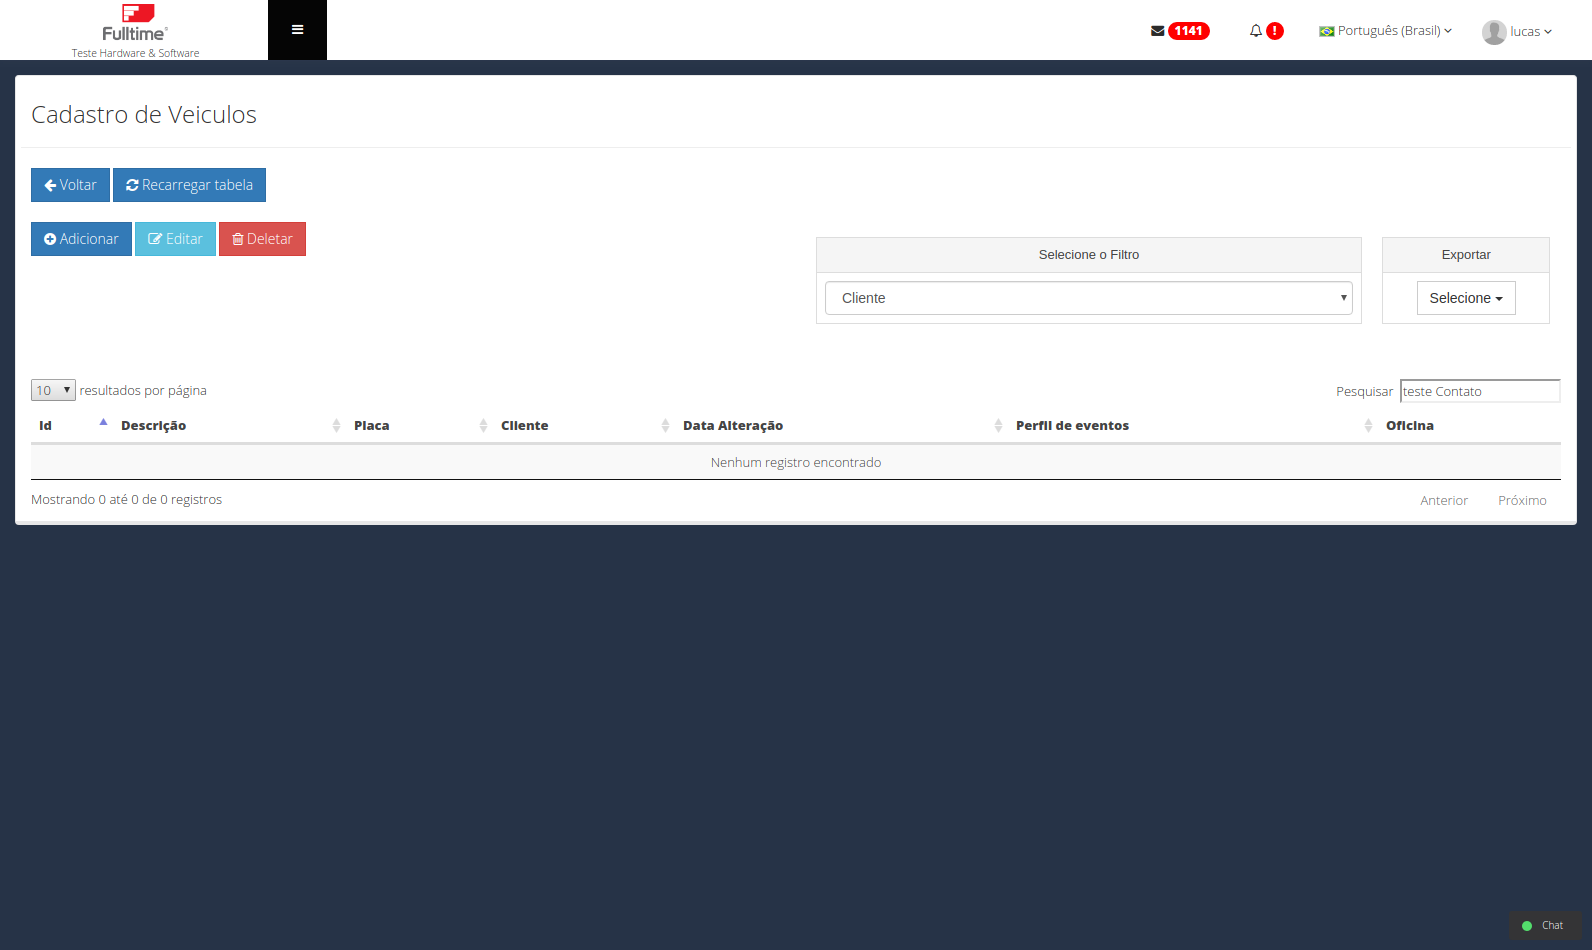 Fulltime®
Teste Hardware & Software
1141
!
Português (Brasil)
lucas
Cadastro de Veiculos
Voltar
Recarregar tabela
Adicionar
Editar
Deletar
Selecione o Filtro
Exportar
Cliente
Selecione
10 resultados por página
Pesquisar teste Contato
Id Descrição Placa Cliente Data Alteração Perfil de eventos Oficina
Nenhum registro encontrado
Mostrando 0 até 0 de 0 registros
Anterior Próximo
Chat